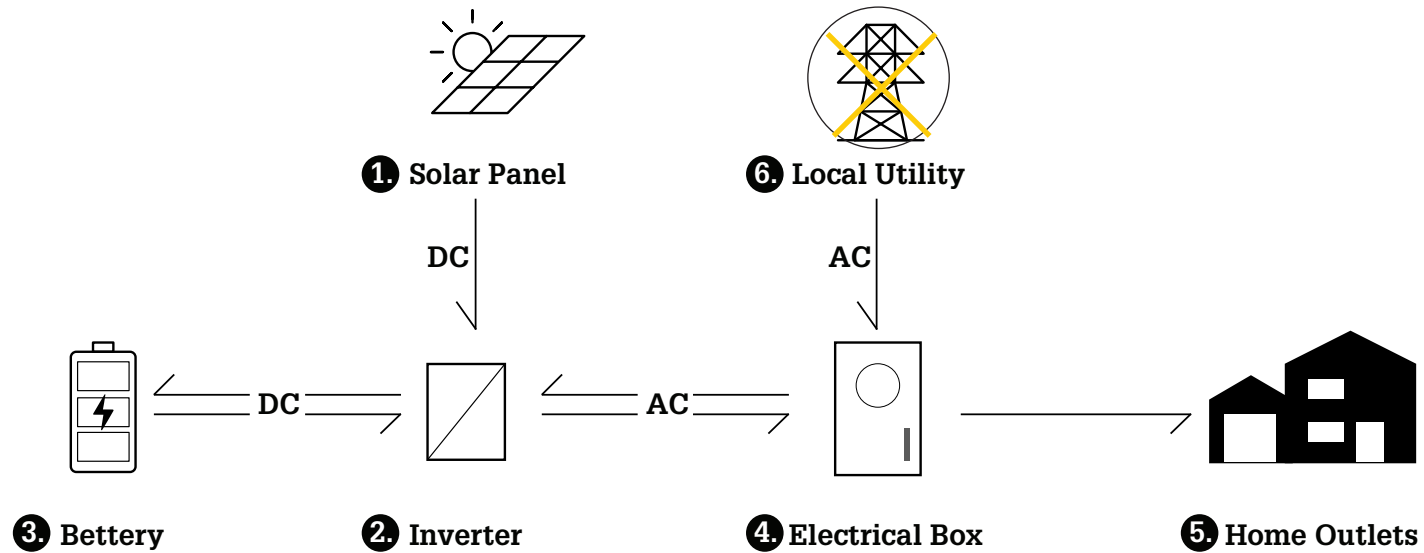 1. Solar Panel
6. Local Utility
DC
AC
DC
AC
3. Bettery
2. Inverter
4. Electrical Box
5. Home Outlets